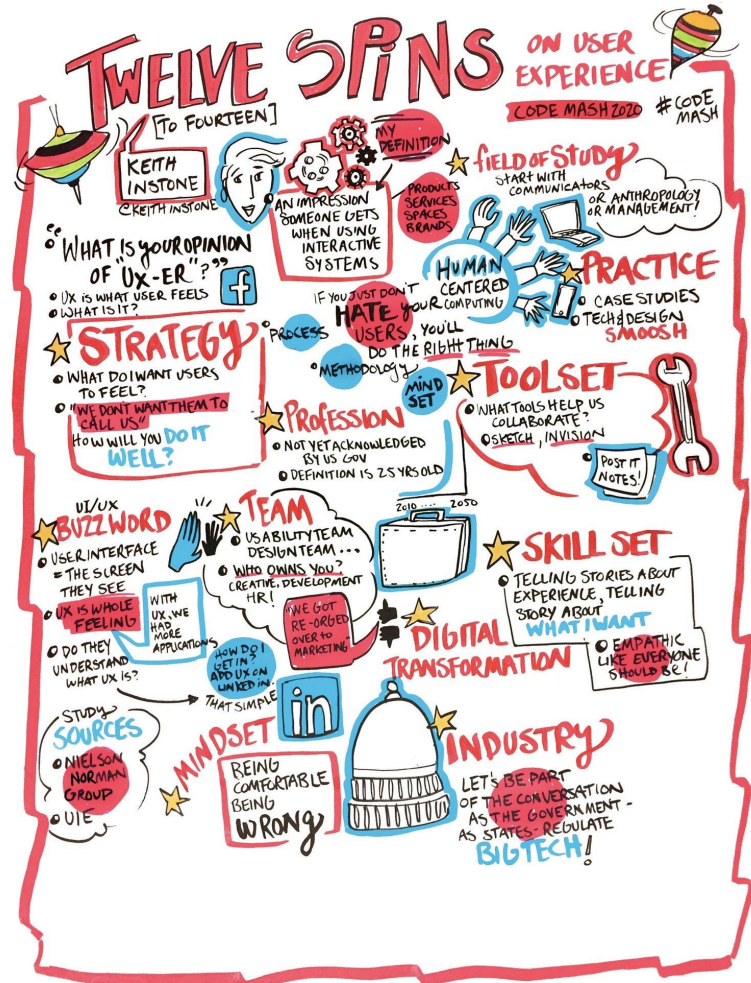 TWELVE SPINS
ON USER
EXPERIENCE
[TO FOURTEEN]
CODE MASH 2020
#CODE
MASH
KEITH
INSTONE
@KEITHINSTONE
MY
DEFINITION
AN IMPRESSION
SOMEONE GETS
WHEN USING
INTERACTIVE
SYSTEMS
PRODUCTS
SERVICES
SPACES
BRANDS
FIELD OF STUDY
START WITH
COMMUNICATORS
OR ANTHROPOLOGY
OR MANAGEMENT!
"WHAT IS YOUR OPINION
OF "UX-ER"?"
UX IS WHAT USER FEELS
WHAT IS IT?
f
HUMAN
CENTERED
COMPUTING
PRACTICE
CASE STUDIES
TECH & DESIGN
SMOOSH
IF YOU JUST DON'T
HATE YOUR
USERS, YOU'LL
DO THE RIGHT THING
PROCESS
METHODOLOGY
MIND
SET
STRATEGY
WHAT DO I WANT USERS
TO FEEL?
"WE DON'T WANT THEM TO
CALL US"
HOW WILL YOU DO IT
WELL?
PROFESSION
NOT YET ACKNOWLEDGED
BY US GOV
DEFINITION IS 25 YRS OLD
2010 .... 2050
TOOLSET
WHAT TOOLS HELP US
COLLABORATE?
SKETCH, INVISION
POST IT
NOTES!
UI/UX
BUZZ WORD
USER INTERFACE
= THE SCREEN
THEY SEE
UX IS WHOLE
FEELING
DO THEY
UNDERSTAND
WHAT UX IS?
WITH
UX, WE
HAD
MORE
APPLICATIONS
TEAM
USABILITY TEAM
DESIGN TEAM ...
WHO OWNS YOU?
CREATIVE, DEVELOPMENT
HR!
"WE GOT
RE-ORGED
OVER TO
MARKETING"
HOW DO I
GET IN?
ADD UX ON
LINKED IN.
THAT SIMPLE
in
DIGITAL
TRANSFORMATION
SKILL SET
TELLING STORIES ABOUT
EXPERIENCE, TELLING
STORY ABOUT
WHAT I WANT
EMPATHIC
LIKE EVERYONE
SHOULD BE!
STUDY
SOURCES
NIELSON
NORMAN
GROUP
UIE
MINDSET
BEING
COMFORTABLE
BEING
WRONG
INDUSTRY
LET'S BE PART
OF THE CONVERSATION
AS THE GOVERNMENT -
AS STATES - REGULATE
BIG TECH!